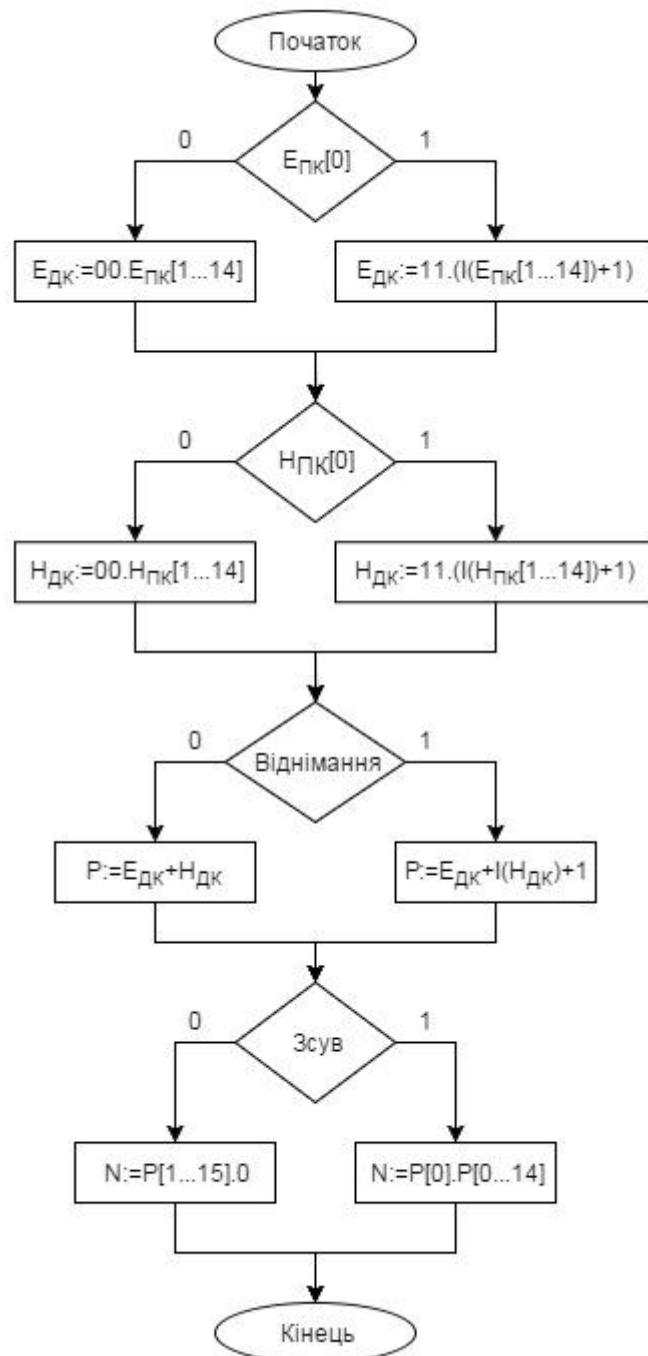 Початок
0
1
EПК[0]
EДК:=00.EПК[1...14]
EДК:=11.(I(EПК[1...14])+1)
0
1
HПК[0]
HДК:=00.HПК[1...14]
HДК:=11.(I(HПК[1...14])+1)
0
1
Віднімання
P:=EДК+HДК
P:=EДК+I(HДК)+1
0
1
Зсув
N:=P[1...15].0
N:=P[0].P[0...14]
Кінець